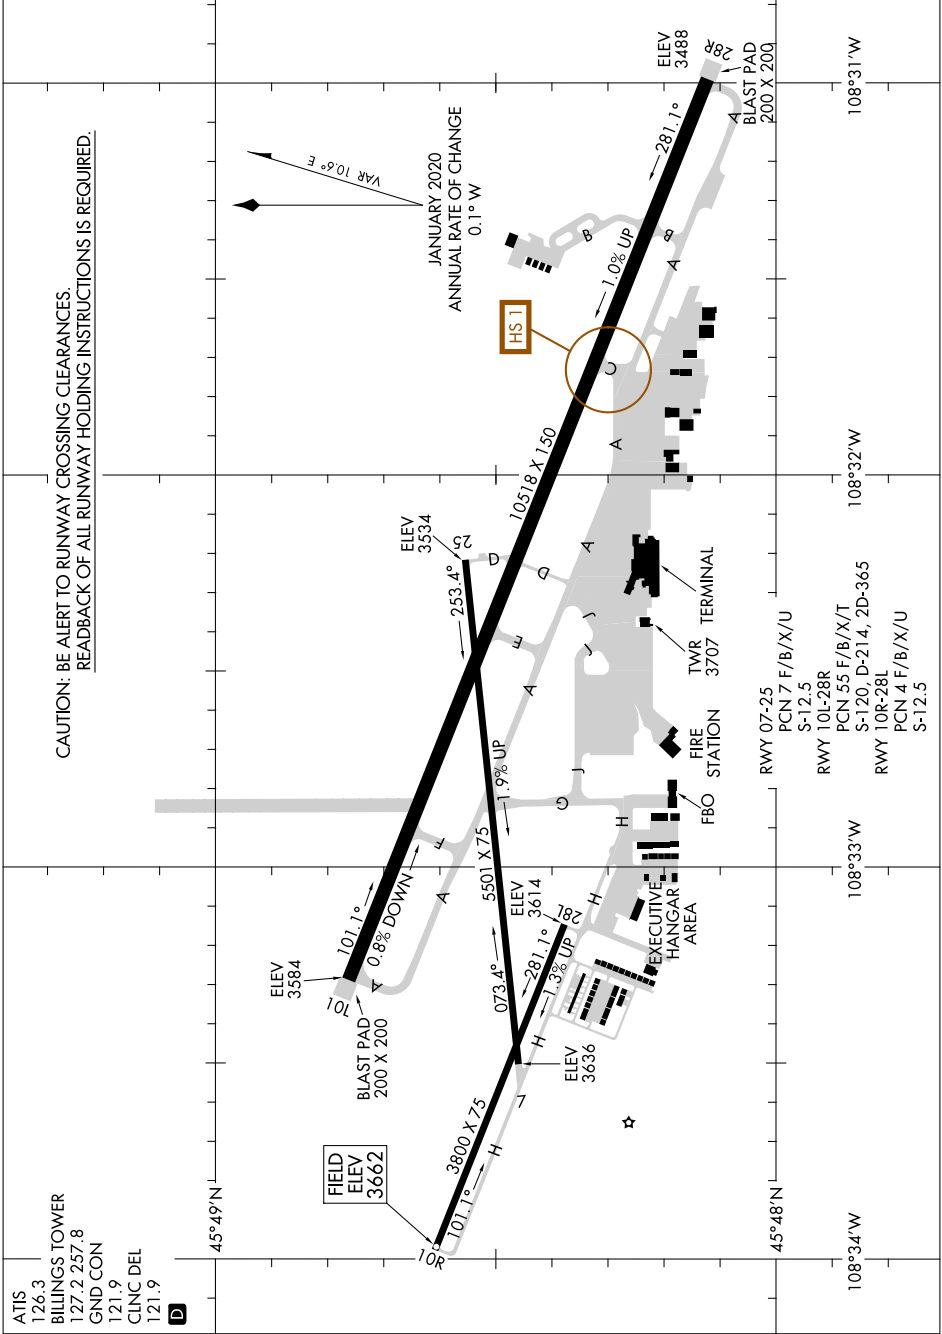 ATIS
126.3
BILLINGS TOWER
127.2 257.8
GND CON
121.9
CLNC DEL
121.9
D
CAUTION: BE ALERT TO RUNWAY CROSSING CLEARANCES.
READBACK OF ALL RUNWAY HOLDING INSTRUCTIONS IS REQUIRED.
VAR 10.6° E
JANUARY 2020
ANNUAL RATE OF CHANGE
0.1° W
45°49'N
45°48'N
108°34'W
108°33'W
108°32'W
108°31'W
FIELD
ELEV
3662
10R
101.1°
3800 X 75
H
H
H
H
H
7
ELEV
3636
ELEV
3614
28L
281.1°
1.3% UP
073.4°
5501 X 75
1.9% UP
253.4°
25
ELEV
3534
ELEV
3584
10L
BLAST PAD
200 X 200
101.1°
0.8% DOWN
10518 X 150
1.0% UP
281.1°
28R
ELEV
3488
BLAST PAD
200 X 200
HS 1
A
A
A
A
A
A
A
B
B
C
D
D
E
F
G
J
J
J
EXECUTIVE
HANGAR
AREA
FBO
FIRE
STATION
TWR
3707
TERMINAL
RWY 07-25
PCN 7 F/B/X/U
S-12.5
RWY 10L-28R
PCN 55 F/B/X/T
S-120, D-214, 2D-365
RWY 10R-28L
PCN 4 F/B/X/U
S-12.5